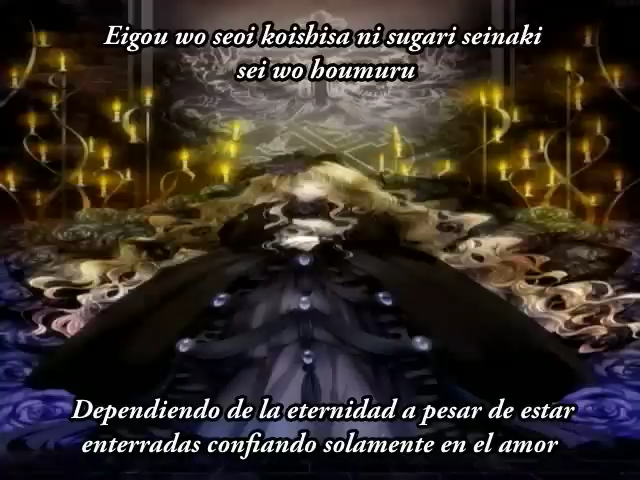 Eigou wo seoi koishisa ni sugari seinaki
sei wo houmuru
Dependiendo de la eternidad a pesar de estar
enterradas confiando solamente en el amor